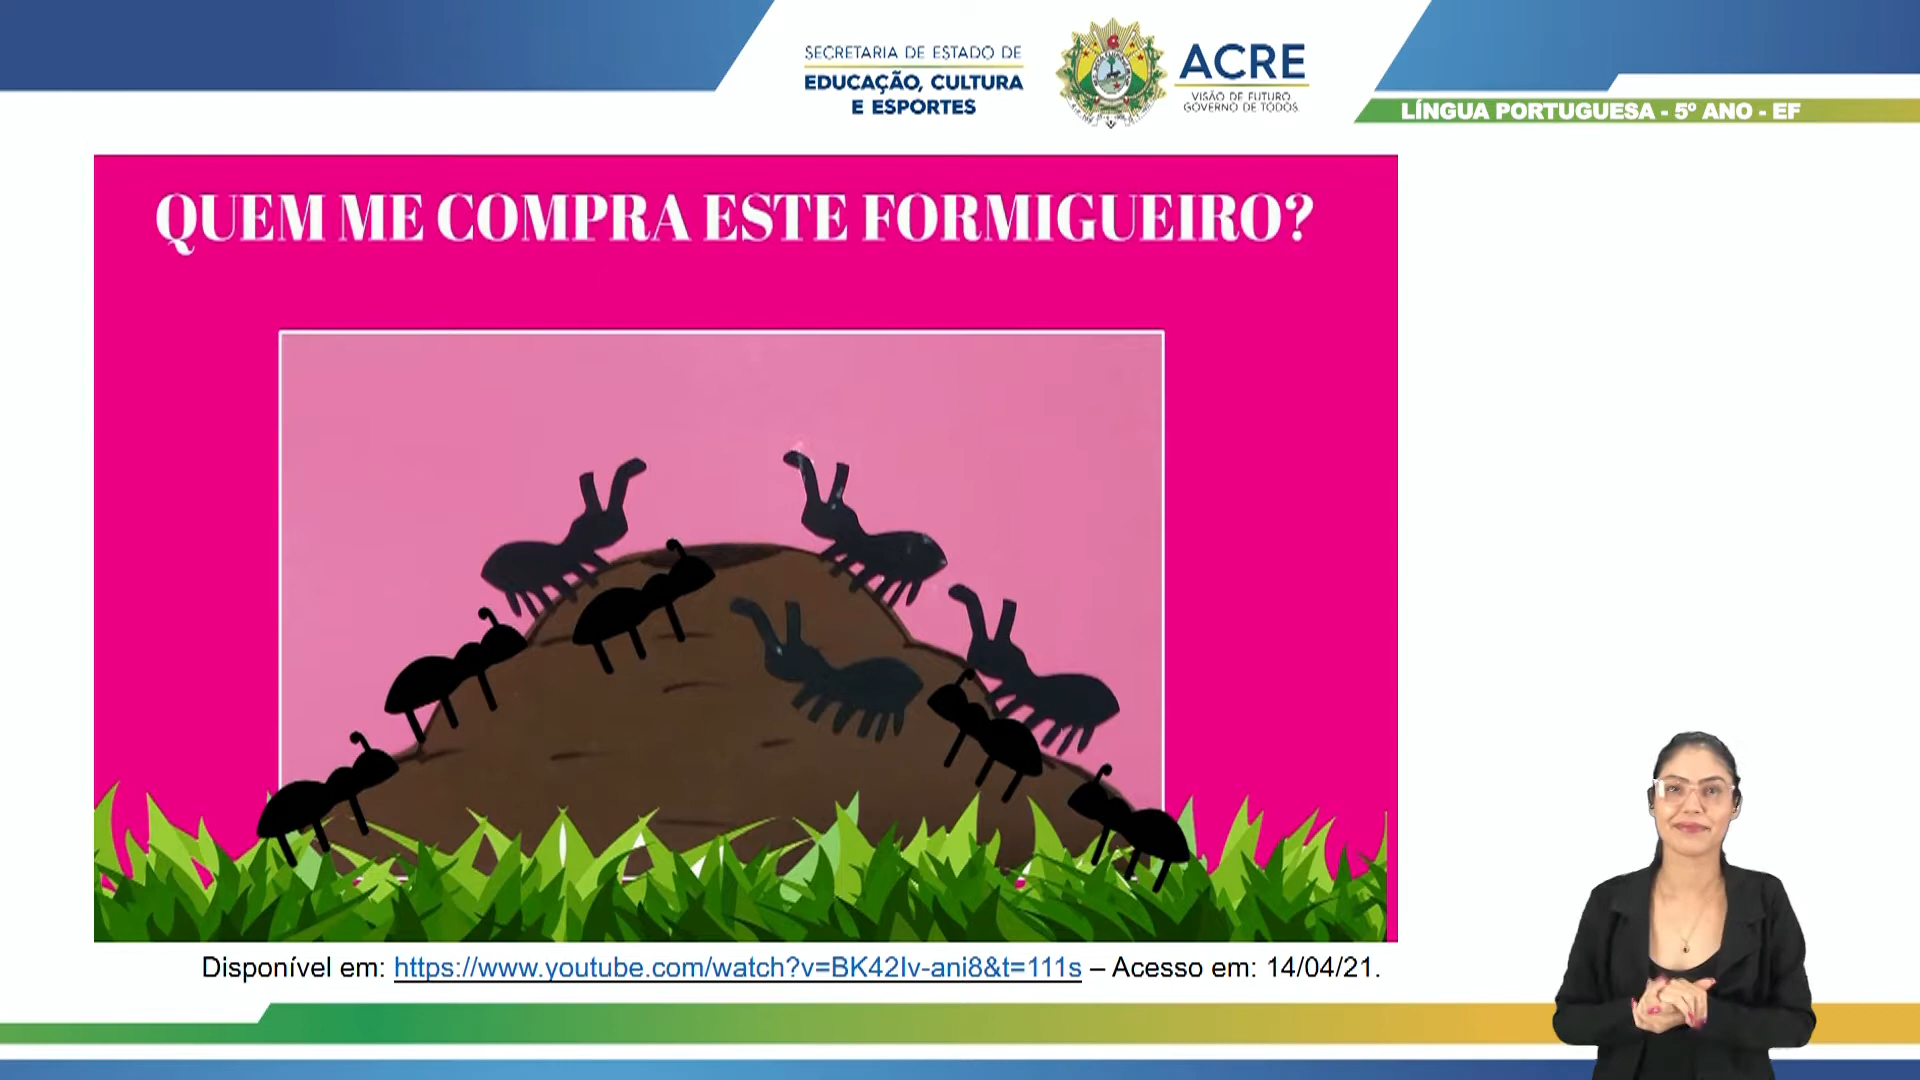 SECRETARIA DE ESTADO DE
EDUCAÇÃO, CULTURA
E ESPORTES
ACRE
VISÃO DE FUTURO.
GOVERNO DE TODOS.
LÍNGUA PORTUGUESA - 5º ANO - EF
QUEM ME COMPRA ESTE FORMIGUEIRO?
Disponível em: https://www.youtube.com/watch?v=BK42Iv-ani8&t=111s – Acesso em: 14/04/21.